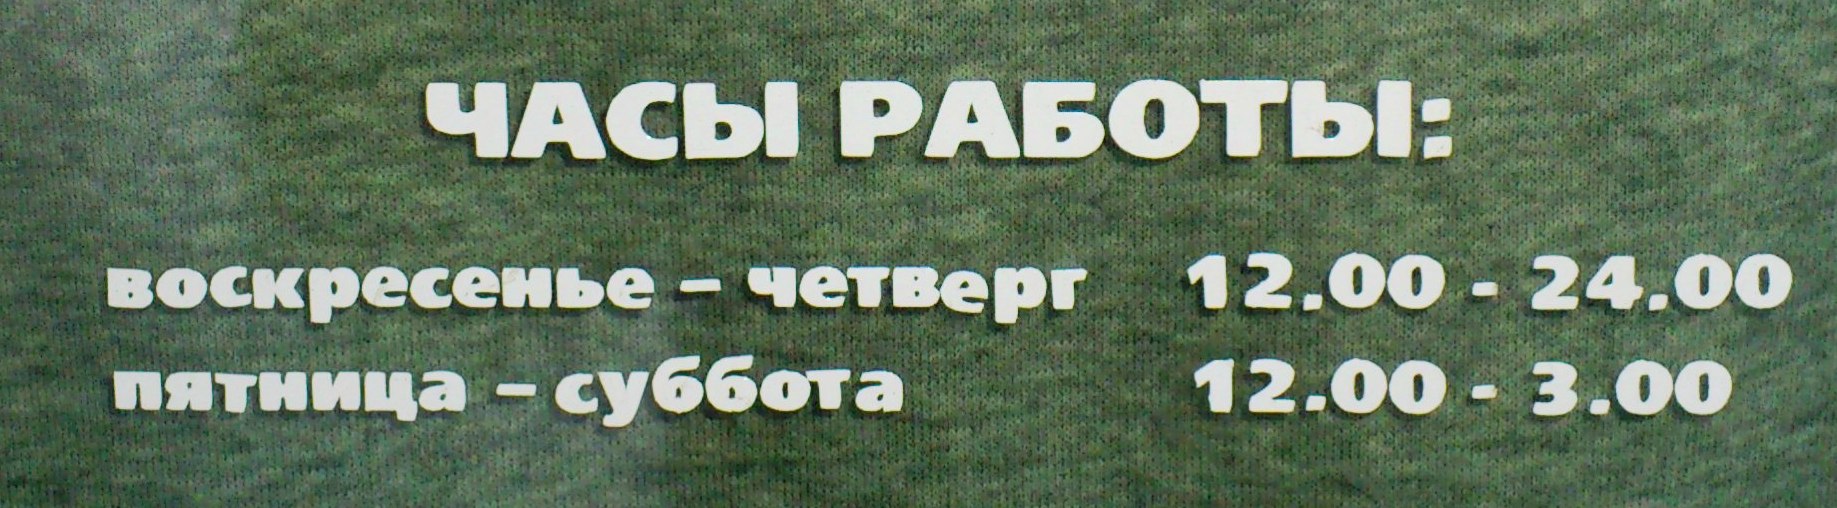 ЧАСЫ РАБОТЫ:
воскресенье – четверг 12.00 - 24.00
пятница – суббота 12.00 - 3.00